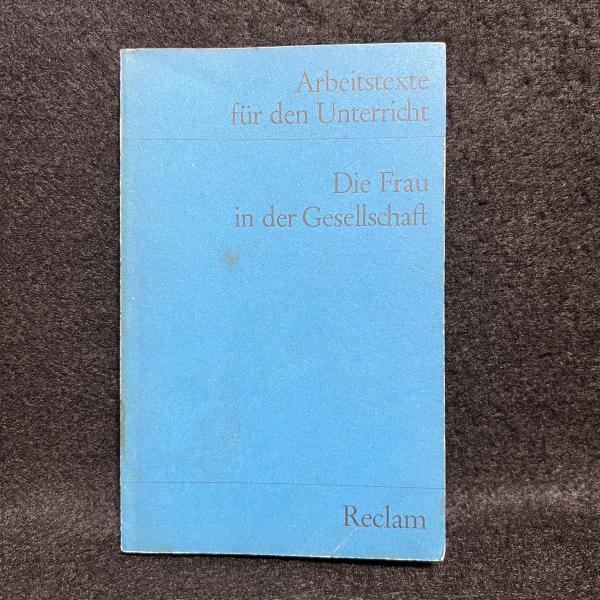 Arbeitstexte
für den Unterricht
Die Frau
in der Gesellschaft
Reclam